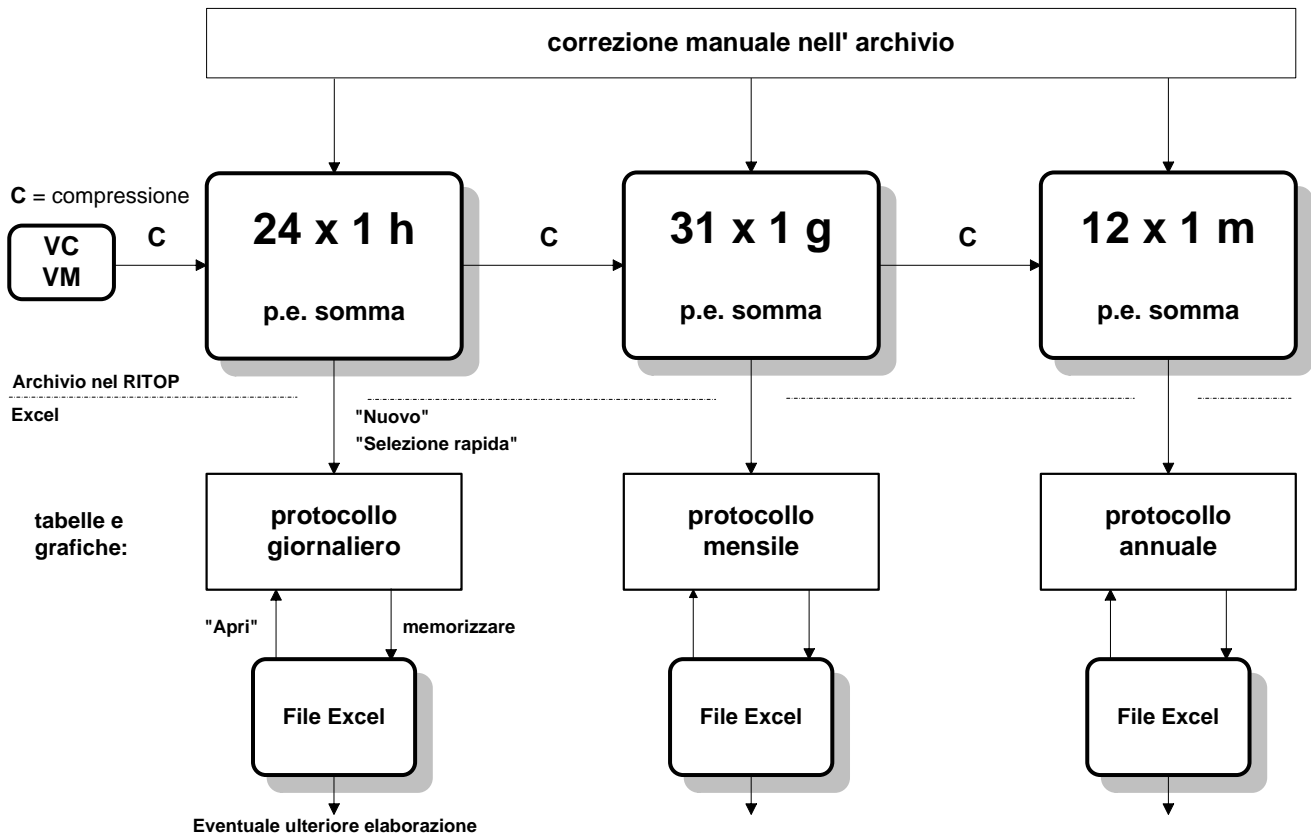 correzione manuale nell' archivio
C = compressione
VC
VM
C
24 x 1 h
p.e. somma
C
31 x 1 g
p.e. somma
C
12 x 1 m
p.e. somma
Archivio nel RITOP
Excel
"Nuovo"
"Selezione rapida"
tabelle e
grafiche:
protocollo
giornaliero
protocollo
mensile
protocollo
annuale
"Apri"
memorizzare
File Excel
File Excel
File Excel
Eventuale ulteriore elaborazione